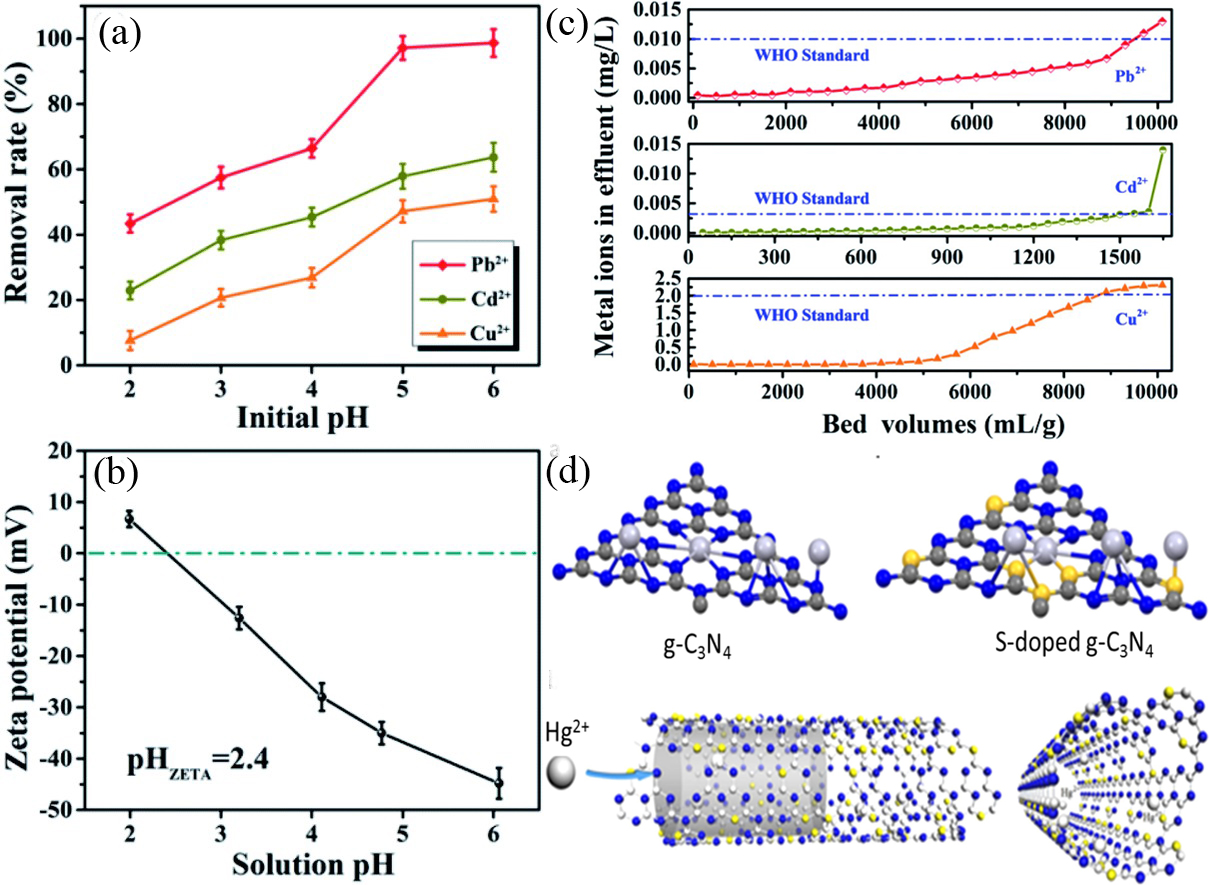 (a)
Removal rate (%)
100
80
60
40
20
0
Pb²⁺
Cd²⁺
Cu²⁺
2 3 4 5 6
Initial pH
(c)
Metal ions in effluent (mg/L)
0.015
0.010
0.005
0.000
WHO Standard
Pb²⁺
0 2000 4000 6000 8000 10000
0.015
0.010
0.005
0.000
WHO Standard
Cd²⁺
0 300 600 900 1200 1500
2.5
2.0
1.5
1.0
0.5
0.0
WHO Standard
Cu²⁺
0 2000 4000 6000 8000 10000
Bed volumes (mL/g)
(b)
Zeta potential (mV)
20
10
0
-10
-20
-30
-40
-50
pH_ZETA=2.4
2 3 4 5 6
Solution pH
(d)
g-C₃N₄
S-doped g-C₃N₄
Hg²⁺